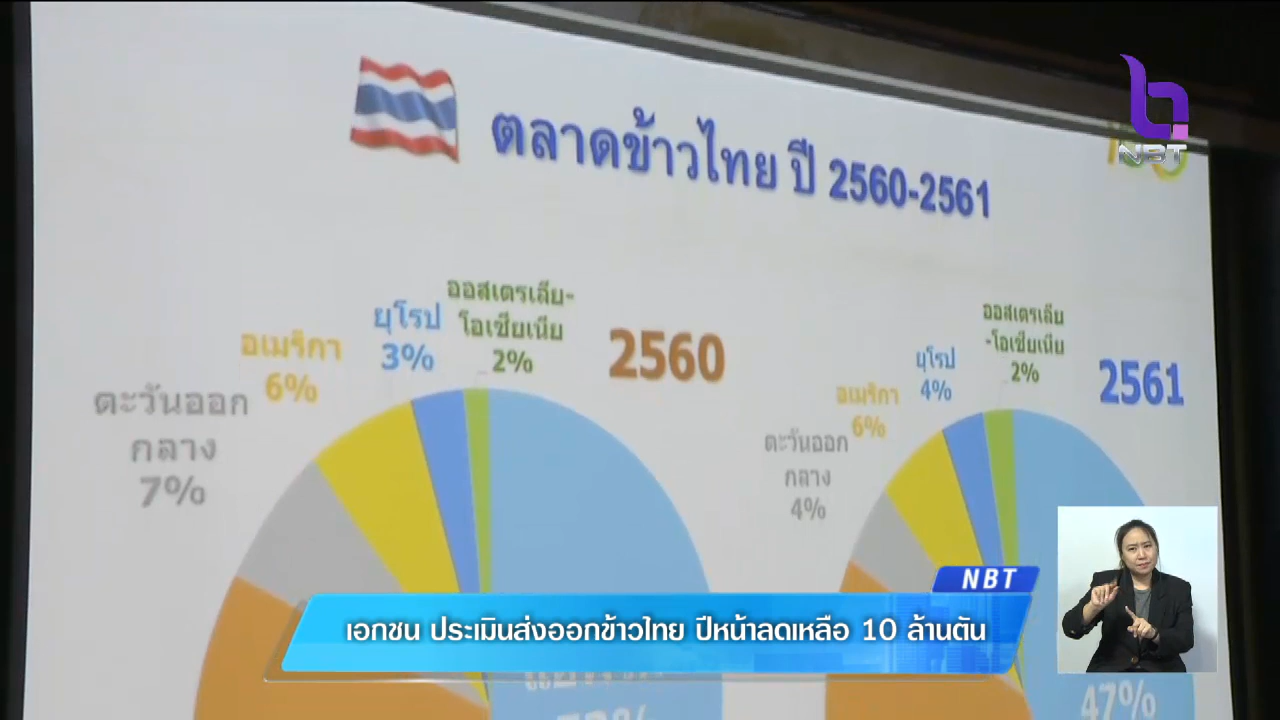 ตลาดข้าวไทย ปี 2560-2561
NBT
ออสเตรเลีย-
โอเชียเนีย
2%
ยุโรป
3%
อเมริกา
6%
ตะวันออก
กลาง
7%
2560
ออสเตรเลีย
-โอเชียเนีย
2%
ยุโรป
4%
อเมริกา
6%
ตะวันออก
กลาง
4%
2561
47%
NBT
เอกชน ประเมินส่งออกข้าวไทย ปีหน้าลดเหลือ 10 ล้านตัน